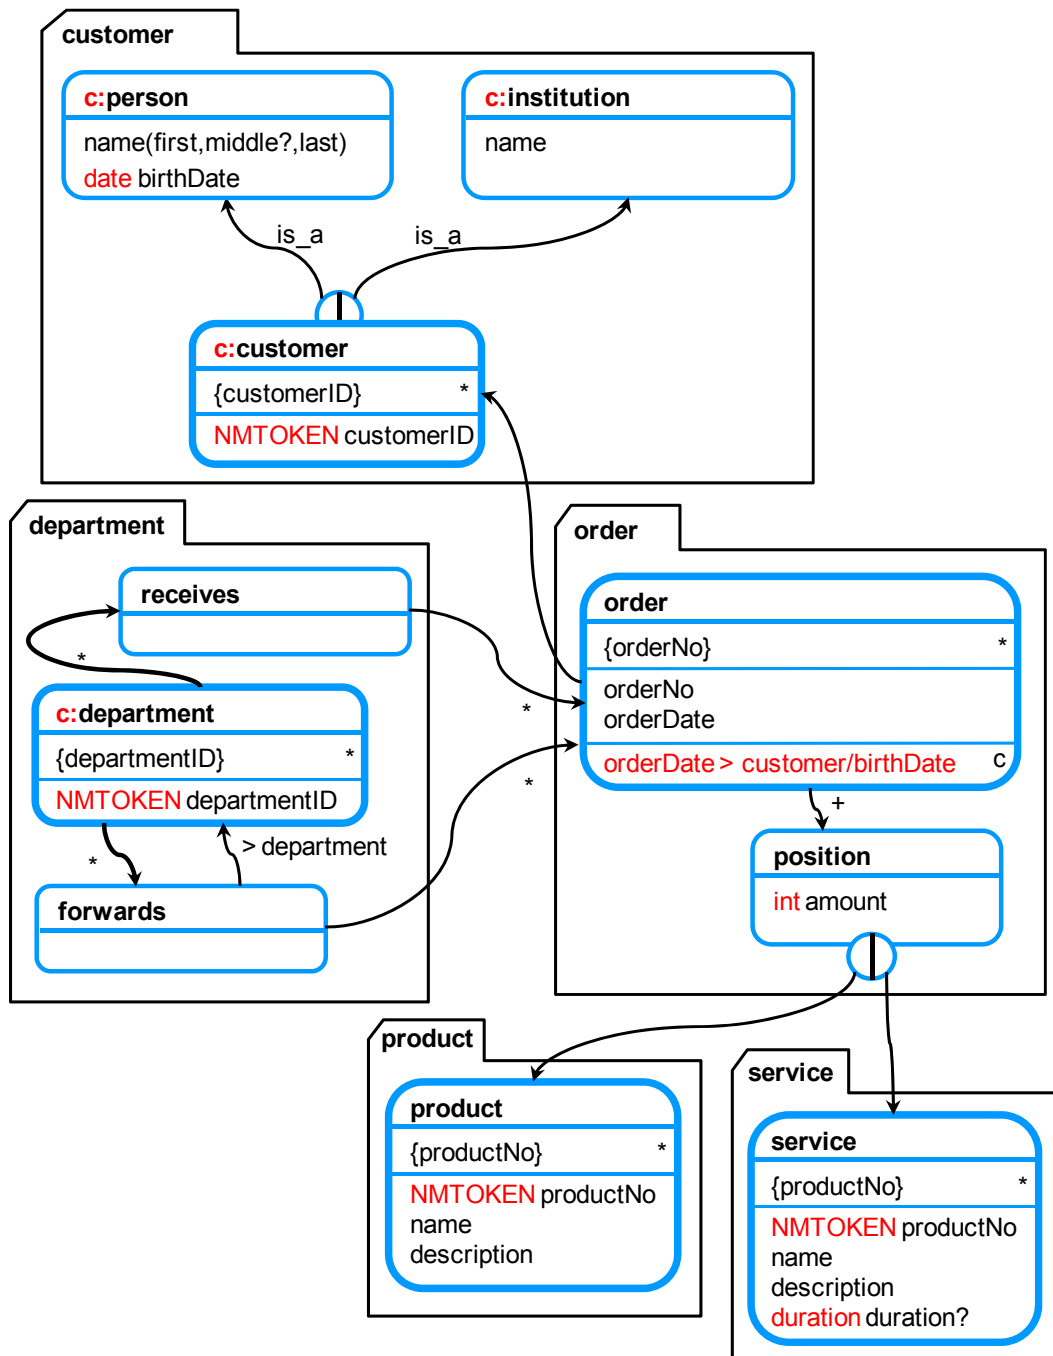 customer
c:person
name(first,middle?,last)
date birthDate
c:institution
name
is_a
is_a
c:customer
{customerID} *
NMTOKEN customerID
department
receives
*
c:department
{departmentID} *
NMTOKEN departmentID
*
> department
forwards
*
*
order
order
{orderNo} *
orderNo
orderDate
orderDate > customer/birthDate c
+
position
int amount
product
product
{productNo} *
NMTOKEN productNo
name
description
service
service
{productNo} *
NMTOKEN productNo
name
description
duration duration?